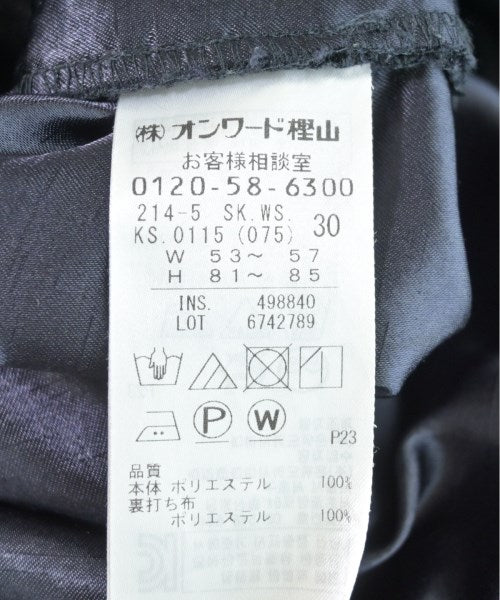 (株) オンワード樫山
お客様相談室
0120-58-6300
214-5 SK.WS. 30
KS.0115 (075)
W 53～ 57
H 81～ 85
INS. 498840
LOT 6742789
P W
P23
品質
本体 ポリエステル 100%
裏打ち布
ポリエステル 100%